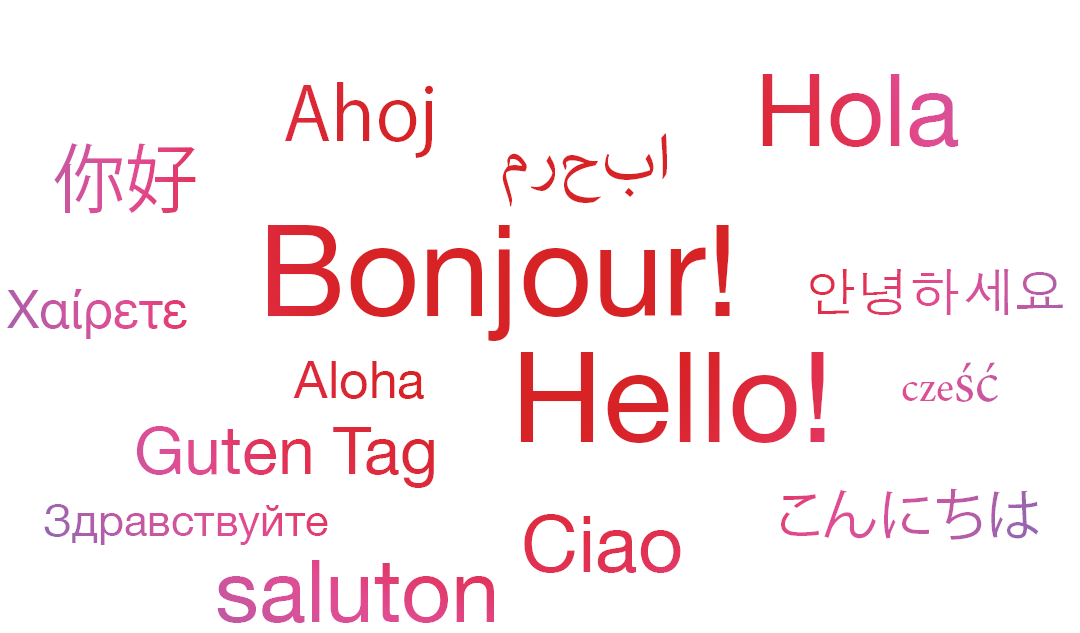 Ahoj
Hola
你好
ابحرم
Bonjour!
안녕하세요
Χαίρετε
Aloha
Hello!
cześć
Guten Tag
Здравствуйте
こんにちは
Ciao
saluton